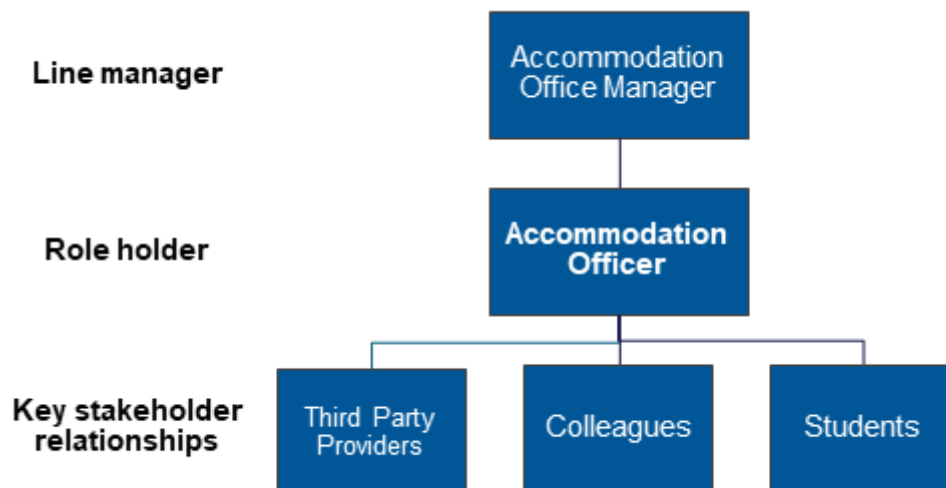 Line manager
Accommodation
Office Manager
Role holder
Accommodation
Officer
Key stakeholder
relationships
Third Party
Providers
Colleagues
Students